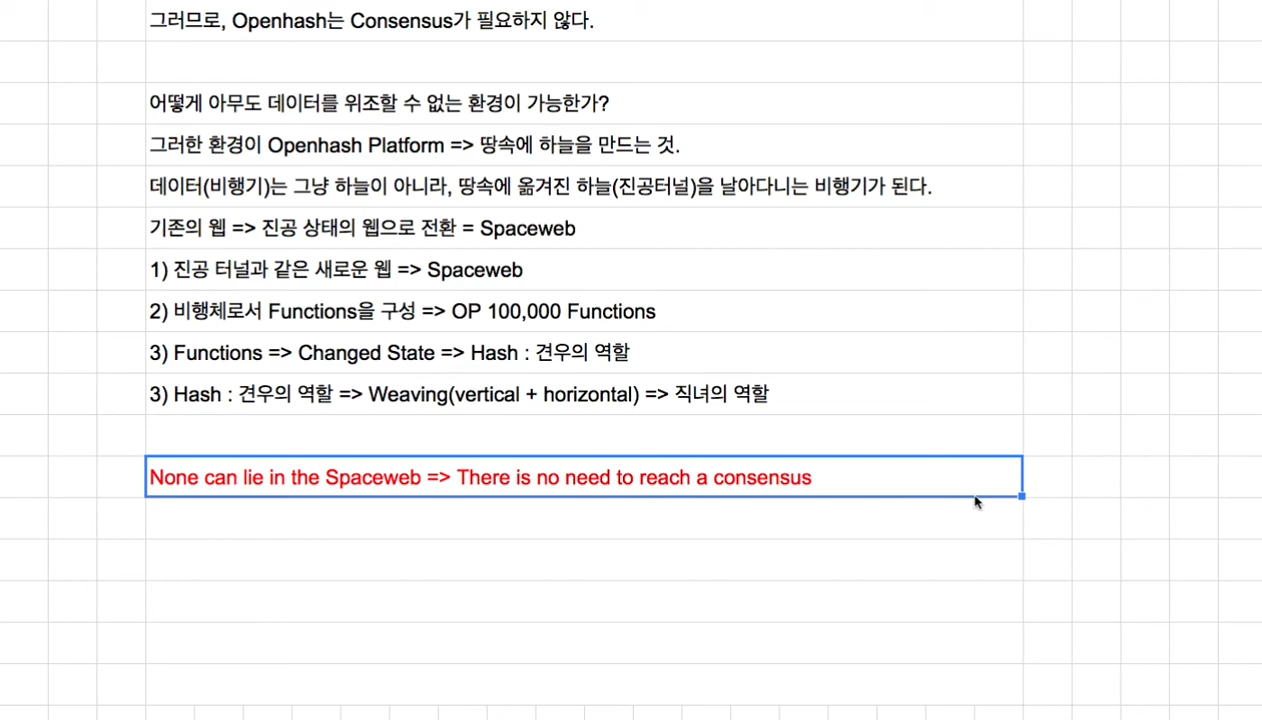 그러므로, Openhash는 Consensus가 필요하지 않다.
어떻게 아무도 데이터를 위조할 수 없는 환경이 가능한가?
그러한 환경이 Openhash Platform => 땅속에 하늘을 만드는 것.
데이터(비행기)는 그냥 하늘이 아니라, 땅속에 옮겨진 하늘(진공터널)을 날아다니는 비행기가 된다.
기존의 웹 => 진공 상태의 웹으로 전환 = Spaceweb
1) 진공 터널과 같은 새로운 웹 => Spaceweb
2) 비행체로서 Functions을 구성 => OP 100,000 Functions
3) Functions => Changed State => Hash : 견우의 역할
3) Hash : 견우의 역할 => Weaving(vertical + horizontal) => 직녀의 역할
None can lie in the Spaceweb => There is no need to reach a consensus